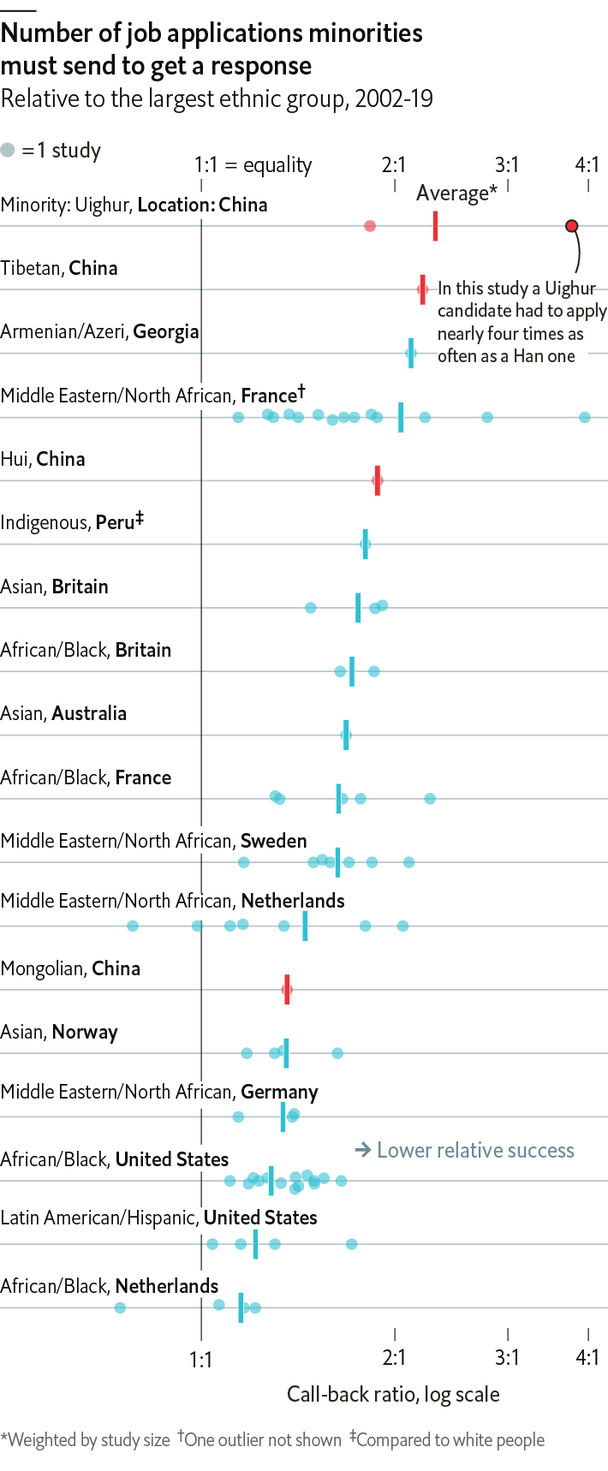 Number of job applications minorities
must send to get a response
Relative to the largest ethnic group, 2002-19
= 1 study
1:1 = equality 2:1 3:1 4:1
Average*
Minority: Uighur, Location: China
Tibetan, China
In this study a Uighur
candidate had to apply
nearly four times as
often as a Han one
Armenian/Azeri, Georgia
Middle Eastern/North African, France†
Hui, China
Indigenous, Peru‡
Asian, Britain
African/Black, Britain
Asian, Australia
African/Black, France
Middle Eastern/North African, Sweden
Middle Eastern/North African, Netherlands
Mongolian, China
Asian, Norway
Middle Eastern/North African, Germany
→ Lower relative success
African/Black, United States
Latin American/Hispanic, United States
African/Black, Netherlands
1:1 2:1 3:1 4:1
Call-back ratio, log scale
*Weighted by study size †One outlier not shown ‡Compared to white people